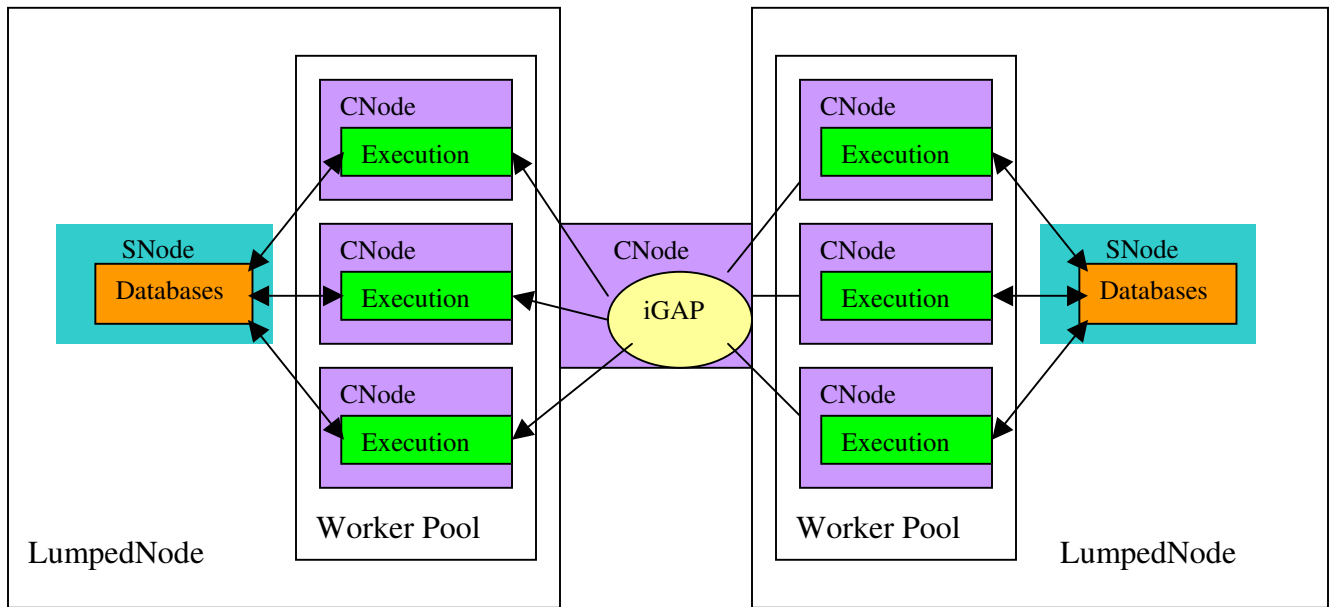 SNode
Databases
CNode
Execution
CNode
Execution
CNode
Execution
Worker Pool
LumpedNode
CNode
iGAP
CNode
Execution
CNode
Execution
CNode
Execution
Worker Pool
SNode
Databases
LumpedNode